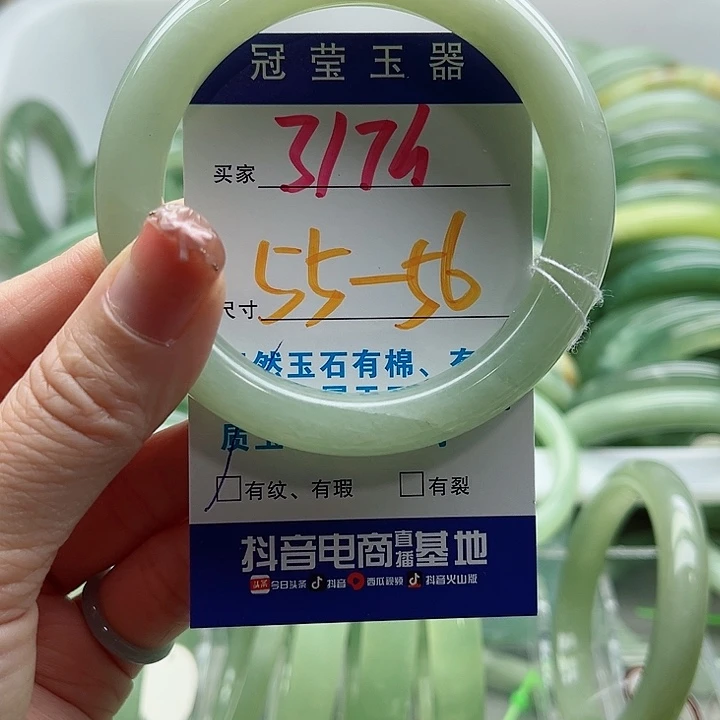 冠莹玉器
买家 3174
尺寸 55-56
然玉石有棉、有
质
有纹、有瑕 有裂
抖音电商直播基地
头条 今日头条 抖音 西瓜视频 抖音火山版